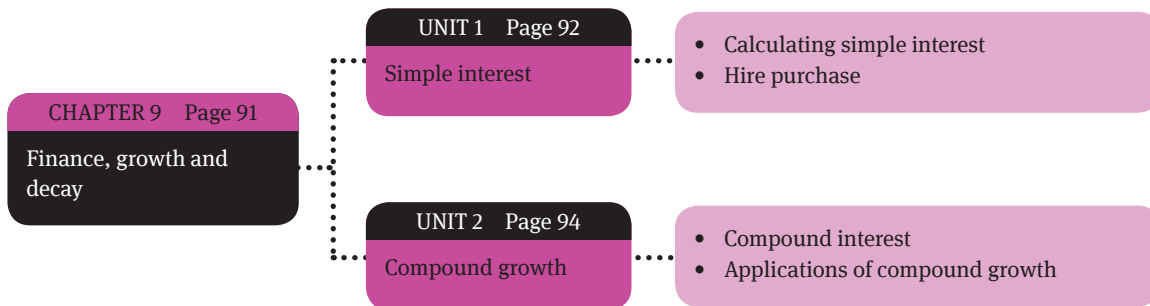 CHAPTER 9 Page 91
Finance, growth and
decay
UNIT 1 Page 92
Simple interest
• Calculating simple interest
• Hire purchase
UNIT 2 Page 94
Compound growth
• Compound interest
• Applications of compound growth